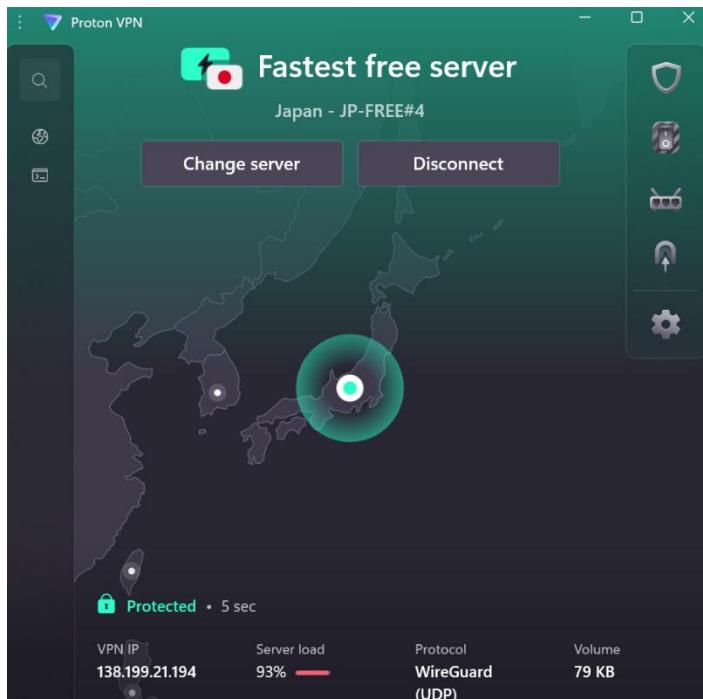 Proton VPN
Fastest free server
Japan - JP-FREE#4
Change server
Disconnect
Protected • 5 sec
VPN IP
138.199.21.194
Server load
93%
Protocol
WireGuard
(UDP)
Volume
79 KB